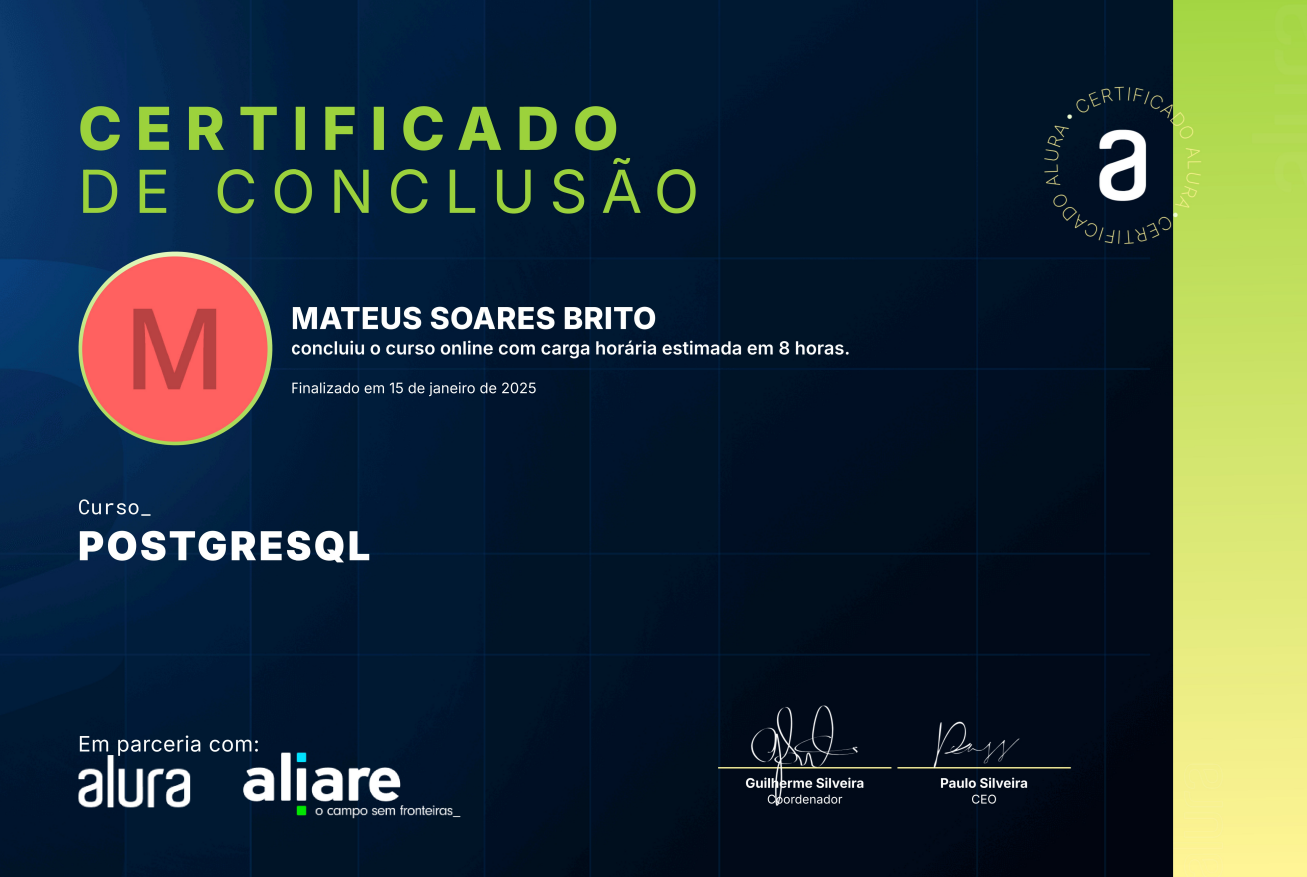 CERTIFICADO
DE CONCLUSÃO
CERTIFICADO ALURA • CERTIFICADO ALURA •
a
M
MATEUS SOARES BRITO
concluiu o curso online com carga horária estimada em 8 horas.
Finalizado em 15 de janeiro de 2025
Curso_
POSTGRESQL
Em parceria com:
alura
aliare
o campo sem fronteiras_
Guilherme Silveira
Coordenador
Paulo Silveira
CEO